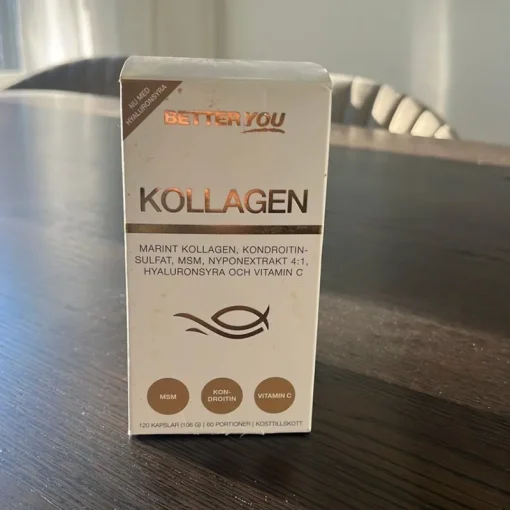 NU MED
HYALURONSYRA
BETTER YOU
KOLLAGEN
MARINT KOLLAGEN, KONDROITIN-
SULFAT, MSM, NYPONEXTRAKT 4:1,
HYALURONSYRA OCH VITAMIN C
MSM
KON-
DROITIN
VITAMIN C
120 KAPSLAR (106 G) | 60 PORTIONER | KOSTTILLSKOTT